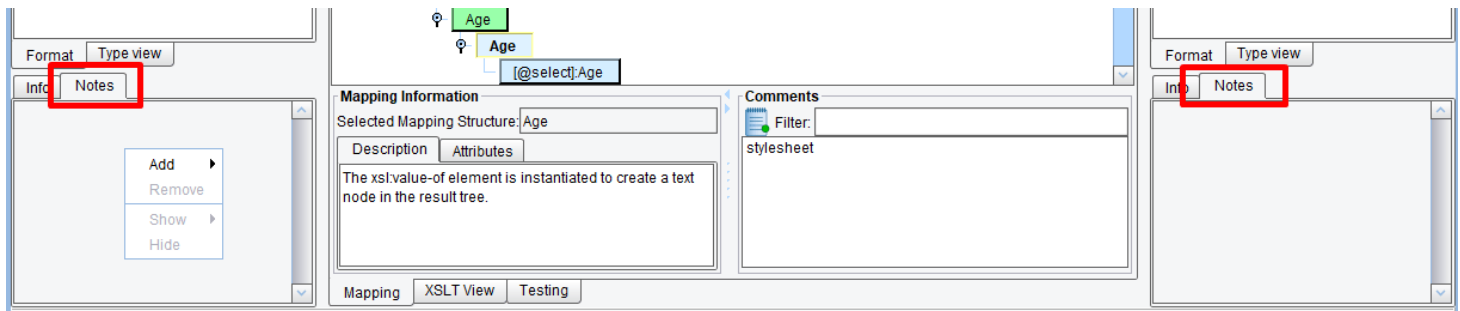 Format Type view
Info Notes
Add
Remove
Show
Hide
Age
Age
[@select]:Age
Mapping Information
Selected Mapping Structure: Age
Description Attributes
The xsl:value-of element is instantiated to create a text
node in the result tree.
Comments
Filter:
stylesheet
Mapping XSLT View Testing
Format Type view
Info Notes